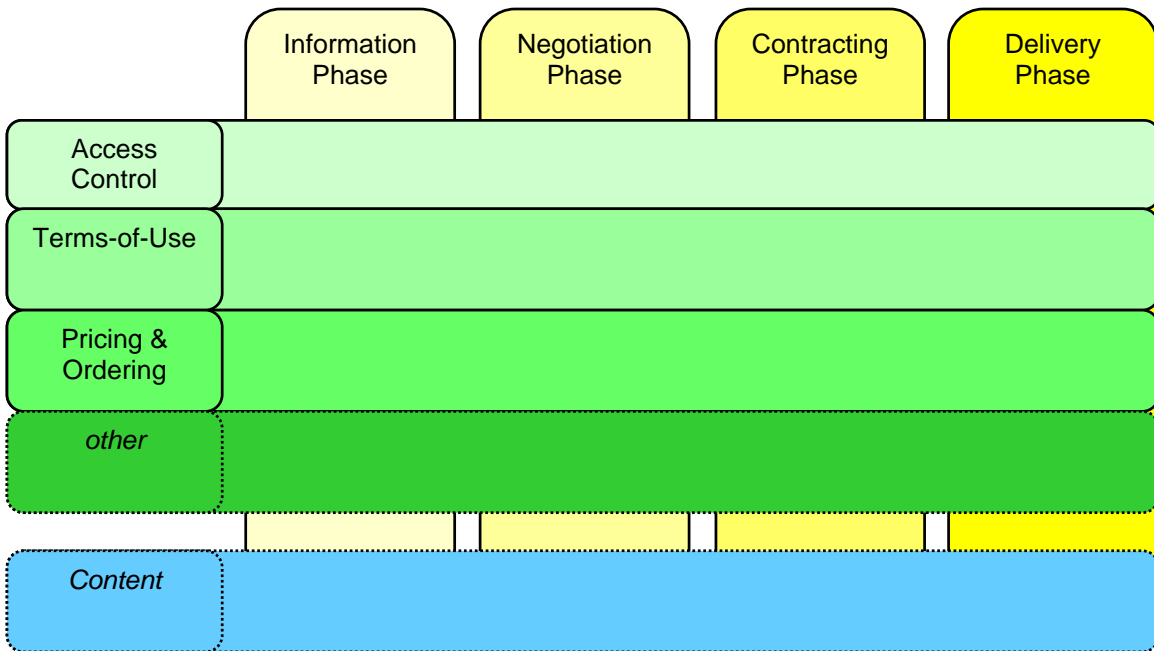 Information
Phase
Negotiation
Phase
Contracting
Phase
Delivery
Phase
Access
Control
Terms-of-Use
Pricing &
Ordering
other
Content